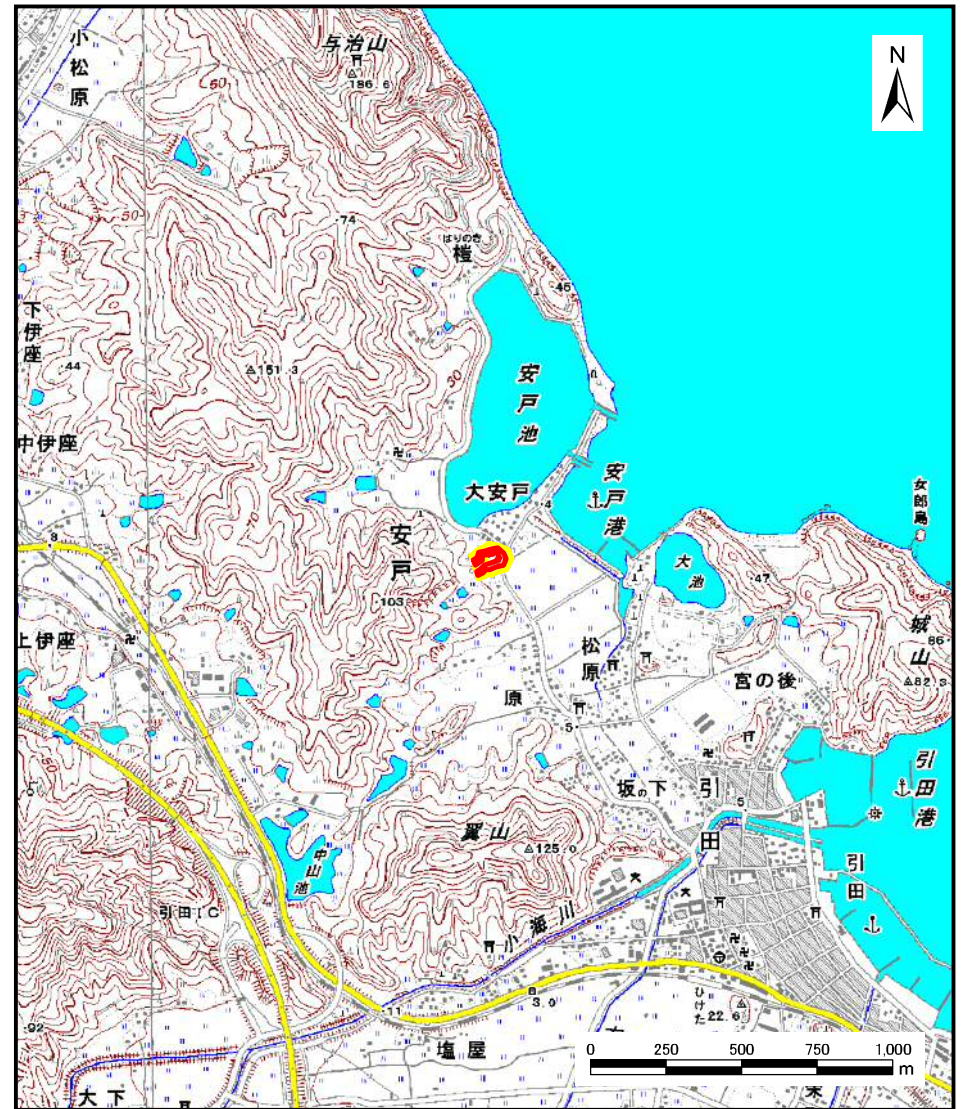 小松原
与治山
186.6
N
50
50
74
はりのき
榿
45
下伊座
44
151.3
30
安戸池
中伊座
大安戸
安戸港
女郎島
4
8
安戸
大池
47
103
城山
86
82.3
上伊座
松原
宮の後
原
5
引田港
50
坂の下
引田
5
翼山
125.0
中山池
引田
引田IC
小海川
8
3.0
ひけた
22.6
11
92
塩屋
0 250 500 750 1,000
m
大下